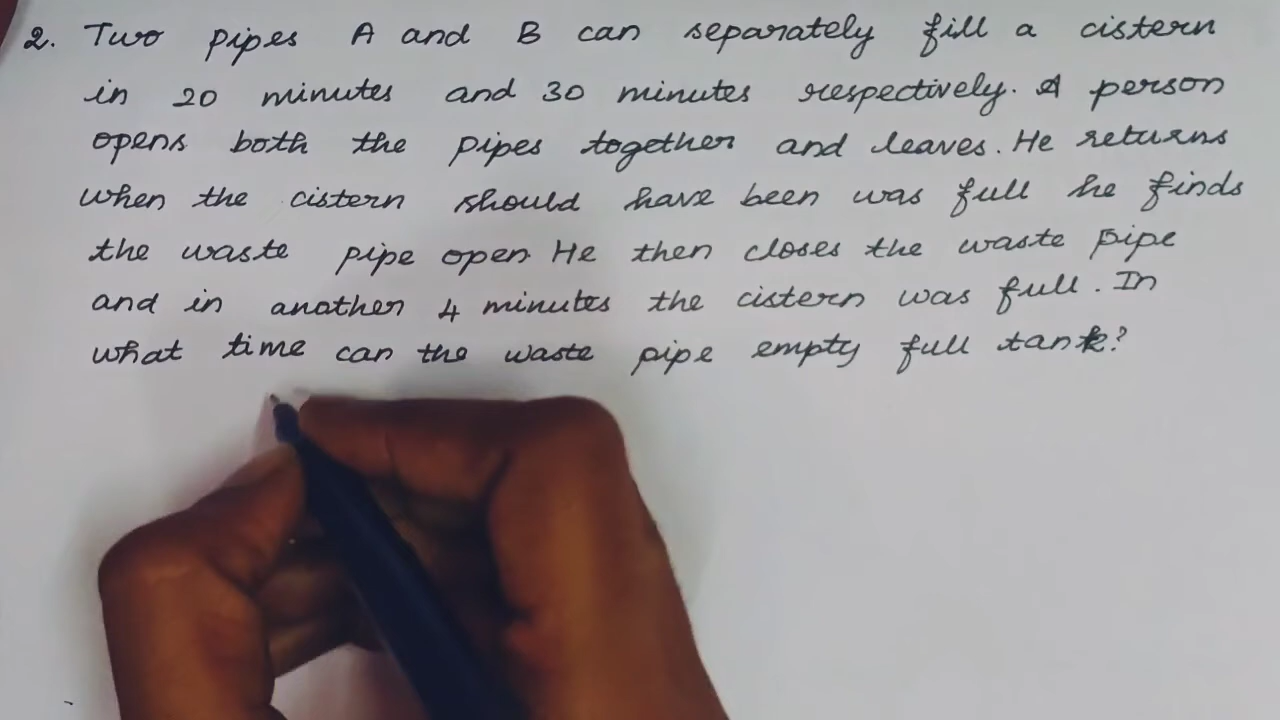 2. Two pipes A and B can separately fill a cistern
in 20 minutes and 30 minutes respectively. A person
opens both the pipes together and leaves. He returns
when the cistern should have been was full he finds
the waste pipe open He then closes the waste pipe
and in another 4 minutes the cistern was full. In
what time can the waste pipe empty full tank?